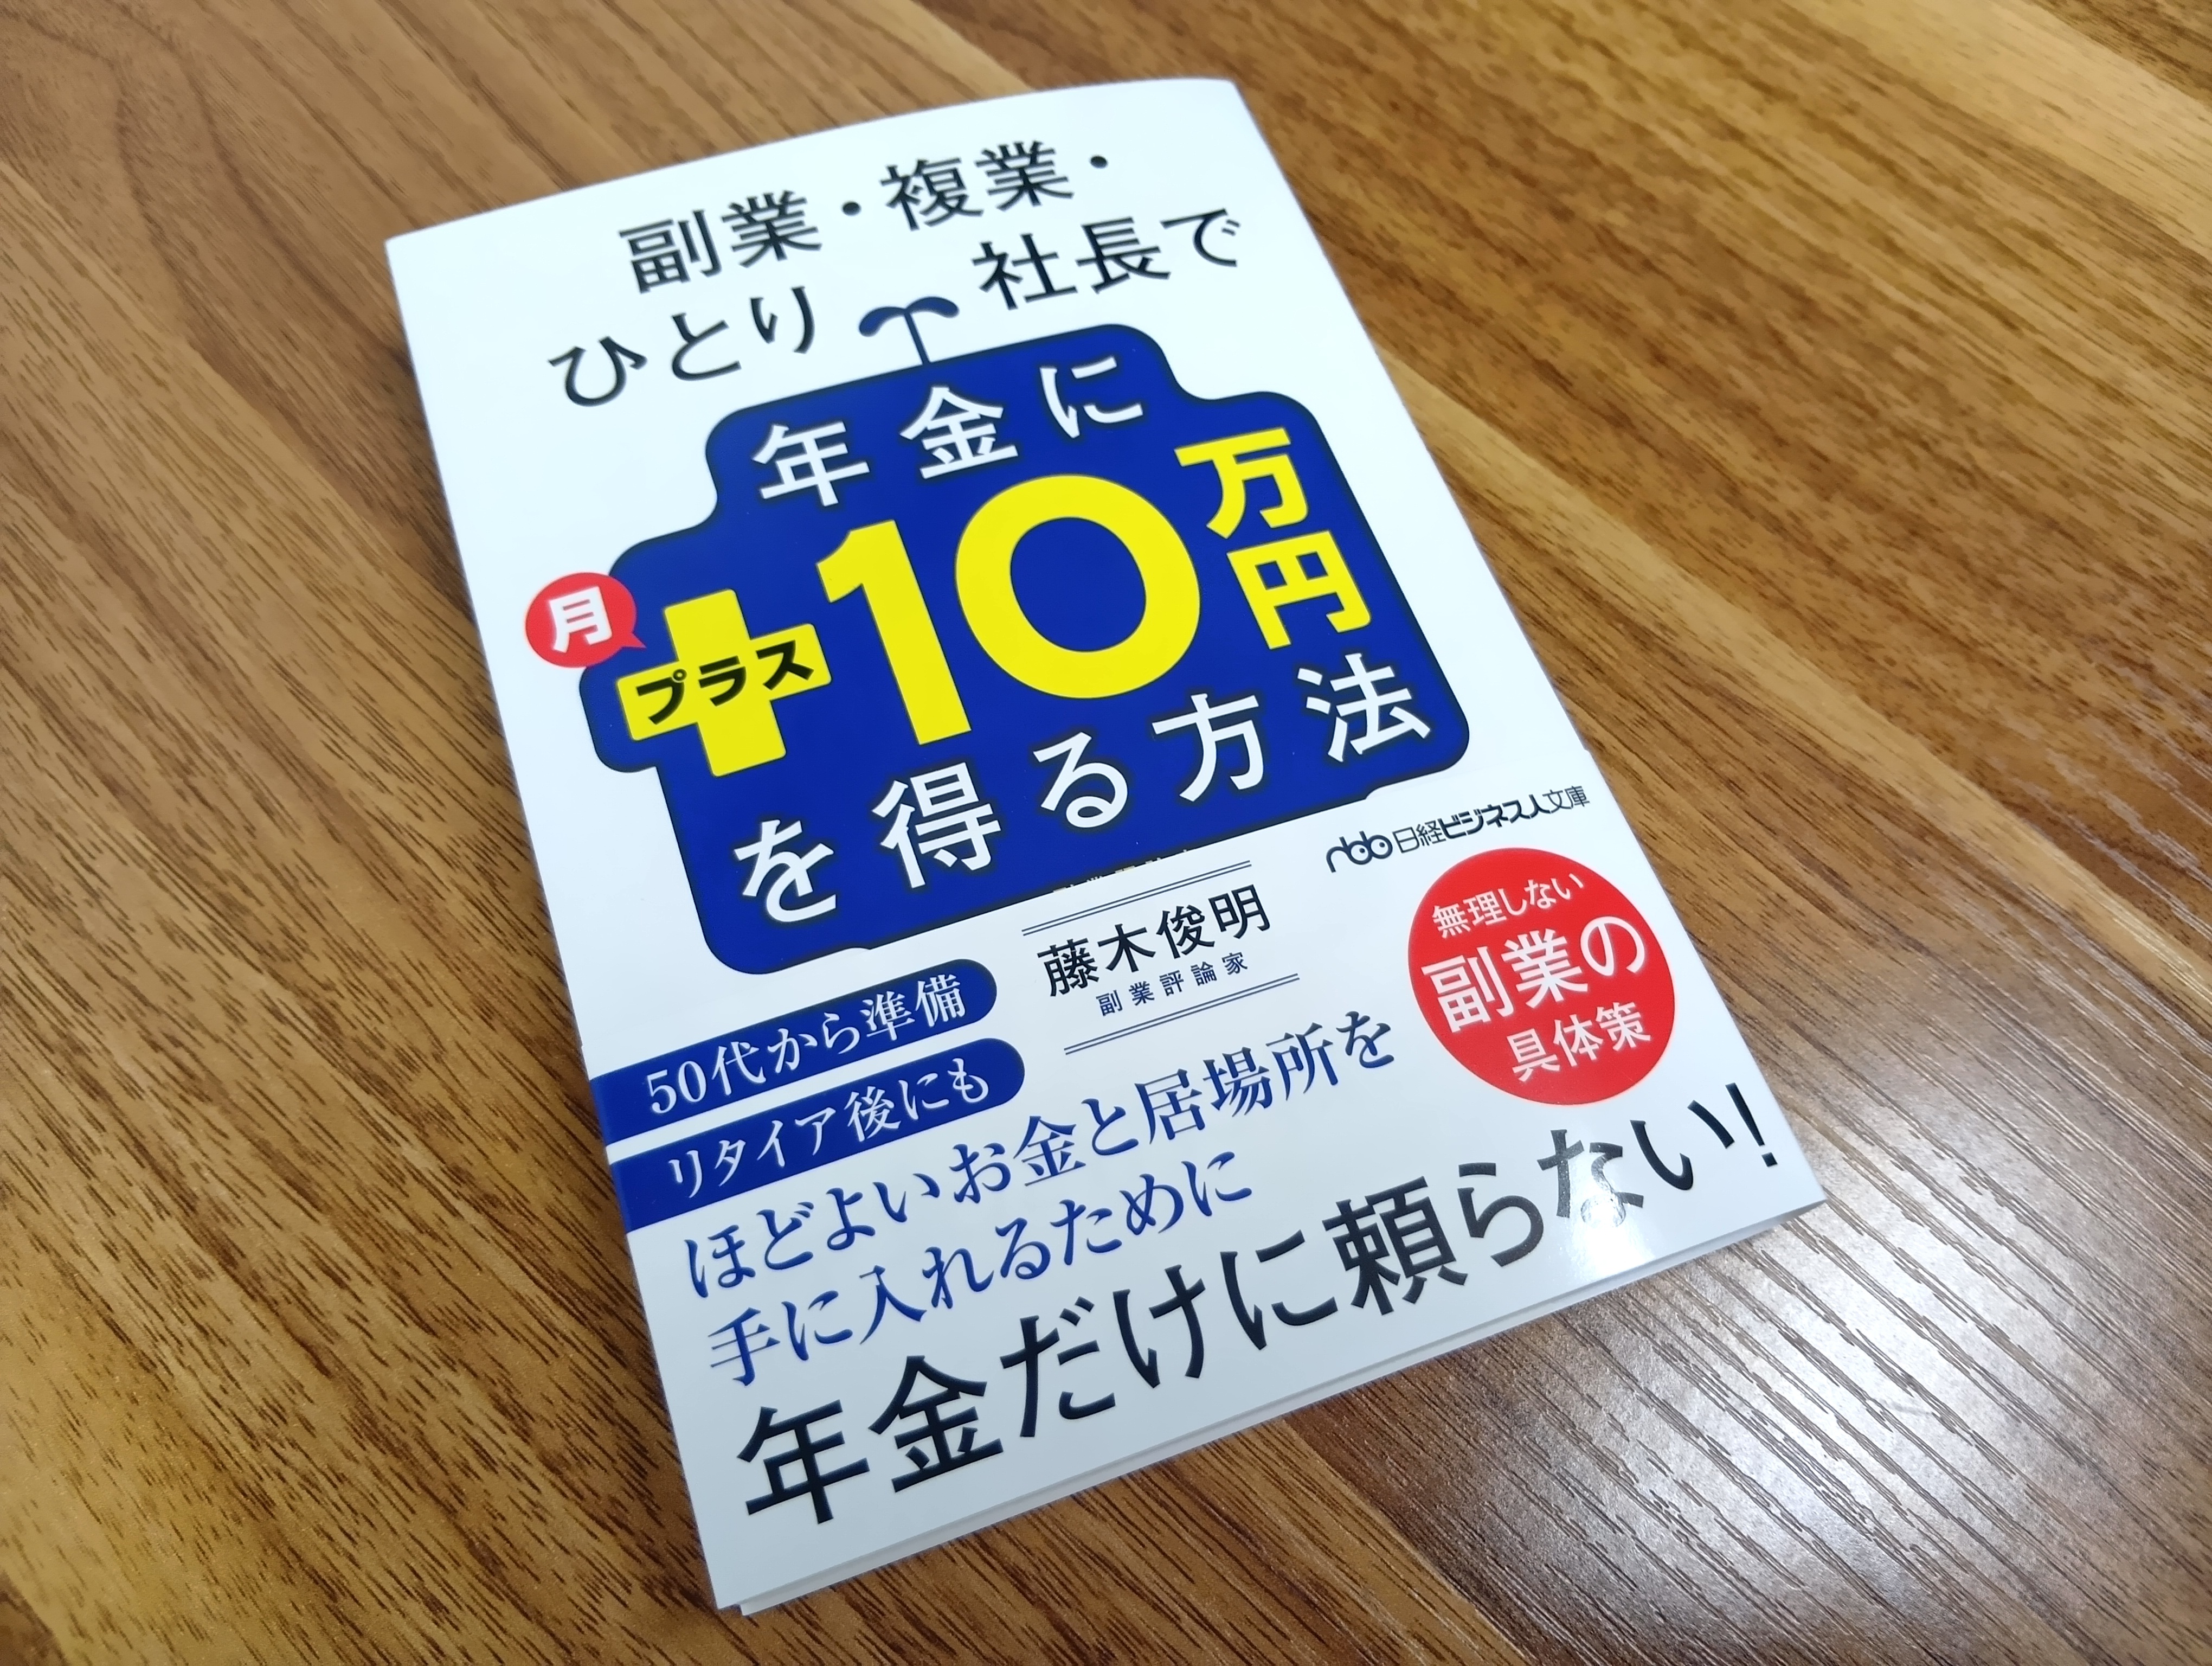 副業・複業・
ひとり社長で
年金に
月
プラス
+10万円
を得る方法
nbb日経ビジネス人文庫
藤木俊明
副業評論家
無理しない
副業の
具体策
50代から準備
リタイア後にも
ほどよいお金と居場所を
手に入れるために
年金だけに頼らない!